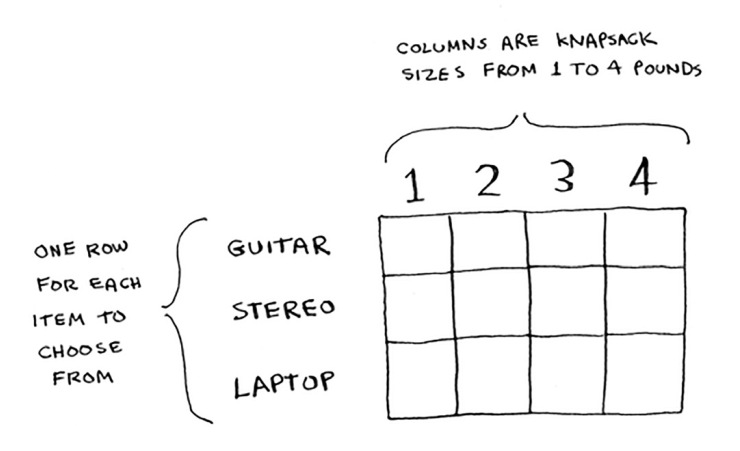 COLUMNS ARE KNAPSACK
SIZES FROM 1 TO 4 POUNDS
1 2 3 4
ONE ROW
FOR EACH
ITEM TO
CHOOSE
FROM
GUITAR
STEREO
LAPTOP